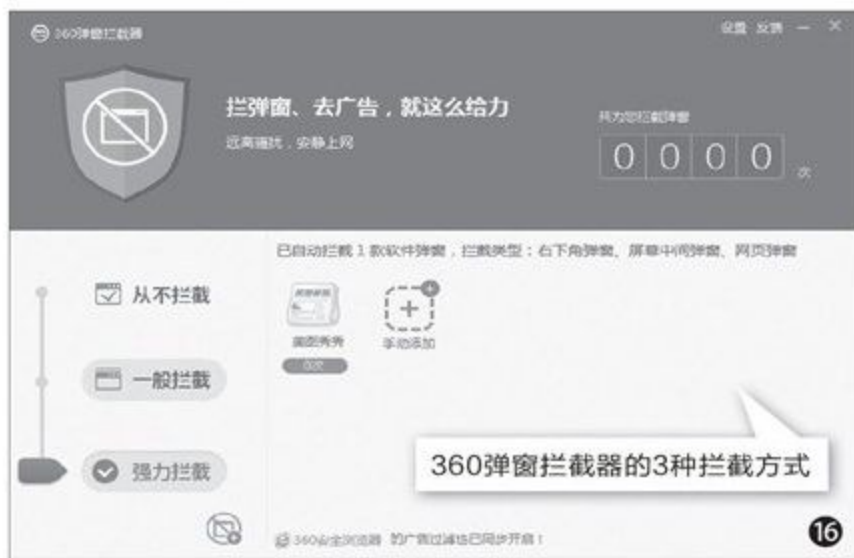 360弹窗拦截器
设置 反馈
拦弹窗、去广告，就这么给力
远离骚扰，安静上网
共为您拦截弹窗
0 0 0 0 次
已自动拦截 1 款软件弹窗，拦截类型：右下角弹窗、屏幕中间弹窗、网页弹窗
从不拦截
美图秀秀
手动添加
0次
一般拦截
360弹窗拦截器的3种拦截方式
强力拦截
360安全浏览器 的广告过滤也已同步开启！
16